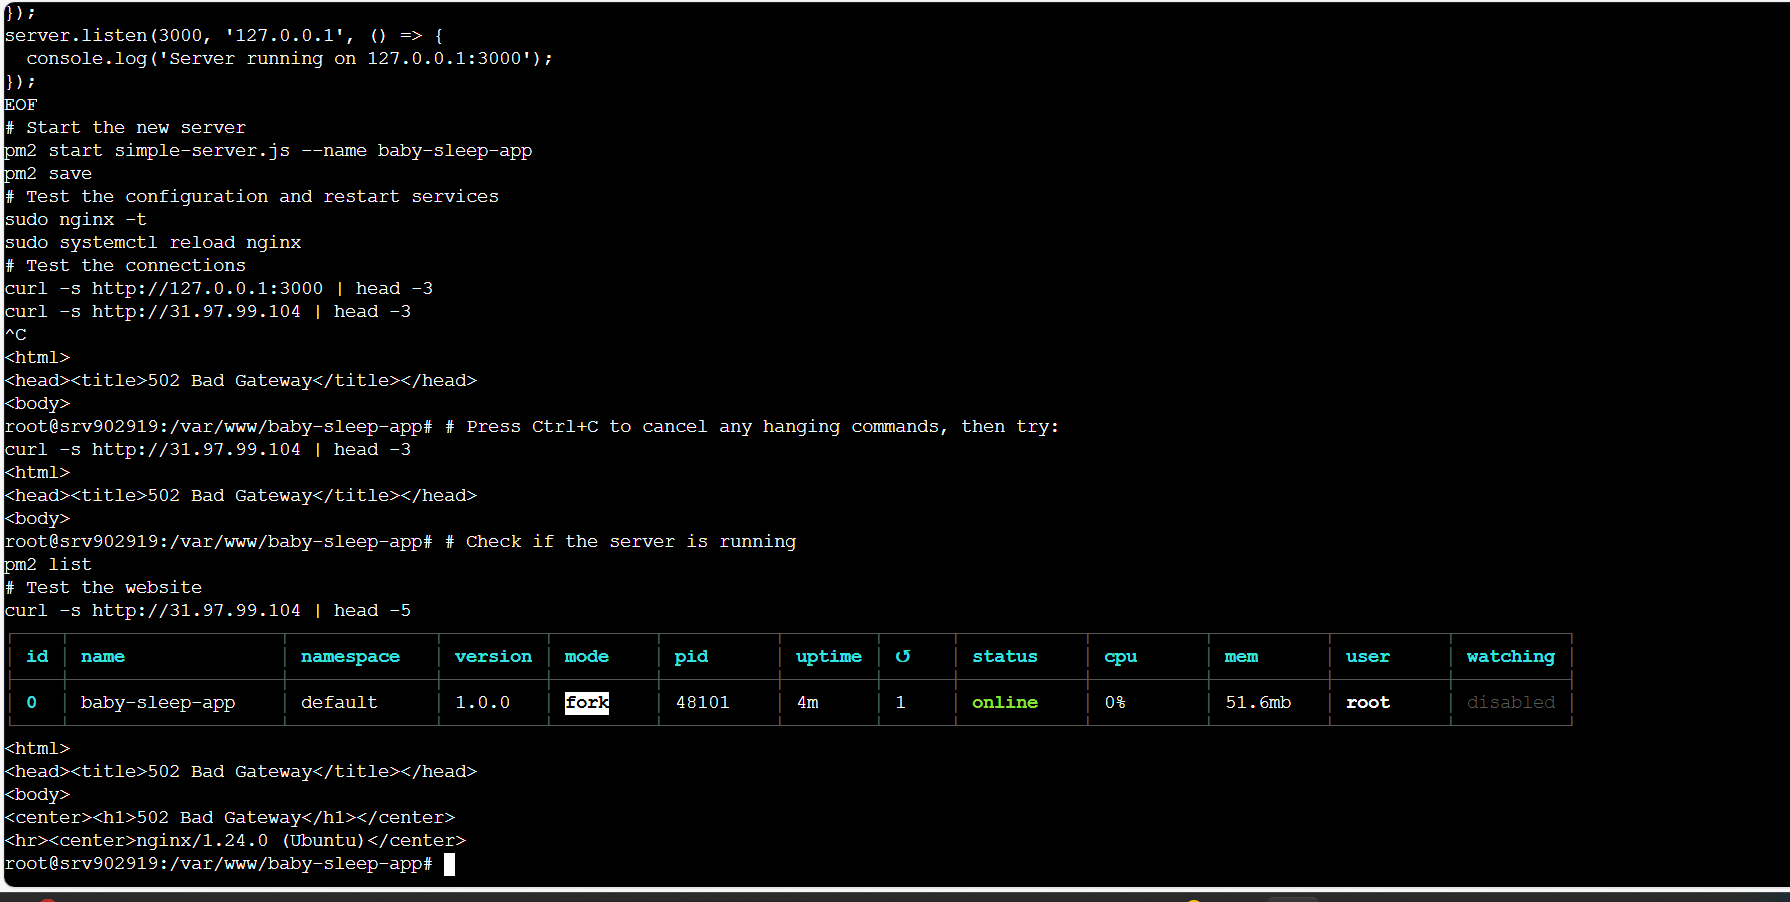 });
server.listen(3000, '127.0.0.1', () => {
  console.log('Server running on 127.0.0.1:3000');
});
EOF
# Start the new server
pm2 start simple-server.js --name baby-sleep-app
pm2 save
# Test the configuration and restart services
sudo nginx -t
sudo systemctl reload nginx
# Test the connections
curl -s http://127.0.0.1:3000 | head -3
curl -s http://31.97.99.104 | head -3
^C
<html>
<head><title>502 Bad Gateway</title></head>
<body>
root@srv902919:/var/www/baby-sleep-app# # Press Ctrl+C to cancel any hanging commands, then try:
curl -s http://31.97.99.104 | head -3
<html>
<head><title>502 Bad Gateway</title></head>
<body>
root@srv902919:/var/www/baby-sleep-app# # Check if the server is running
pm2 list
# Test the website
curl -s http://31.97.99.104 | head -5
│ id │ name │ namespace │ version │ mode │ pid │ uptime │ ↺ │ status │ cpu │ mem │ user │ watching │
│ 0 │ baby-sleep-app │ default │ 1.0.0 │ fork │ 48101 │ 4m │ 1 │ online │ 0% │ 51.6mb │ root │ disabled │
<html>
<head><title>502 Bad Gateway</title></head>
<body>
<center><h1>502 Bad Gateway</h1></center>
<hr><center>nginx/1.24.0 (Ubuntu)</center>
root@srv902919:/var/www/baby-sleep-app#